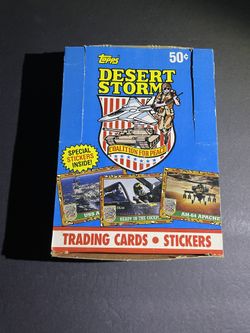 Topps
50¢
DESERT
STORM
COALITION FOR PEACE
SPECIAL
STICKERS
INSIDE!
READY IN THE COCKPIT
AH-64 APACHE
TRADING CARDS • STICKERS